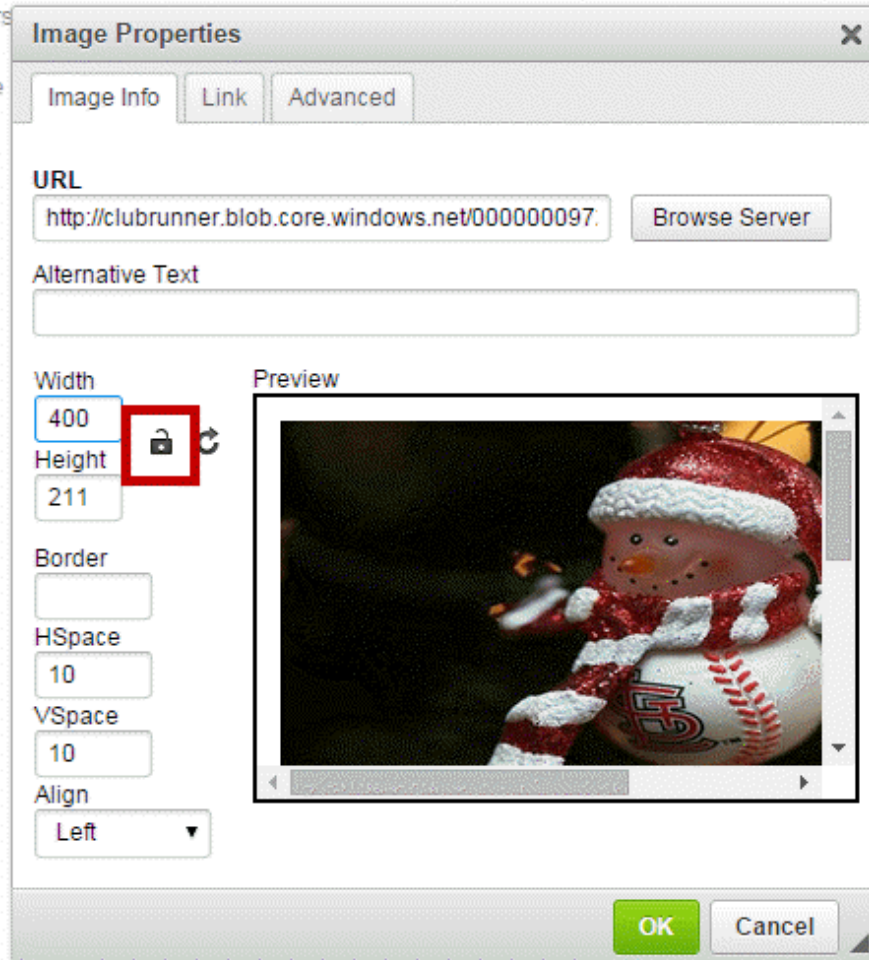 Image Properties
Image Info Link Advanced
URL
http://clubrunner.blob.core.windows.net/000000097
Browse Server
Alternative Text
Width
Preview
400
Height
211
Border
HSpace
10
VSpace
10
Align
Left
OK Cancel